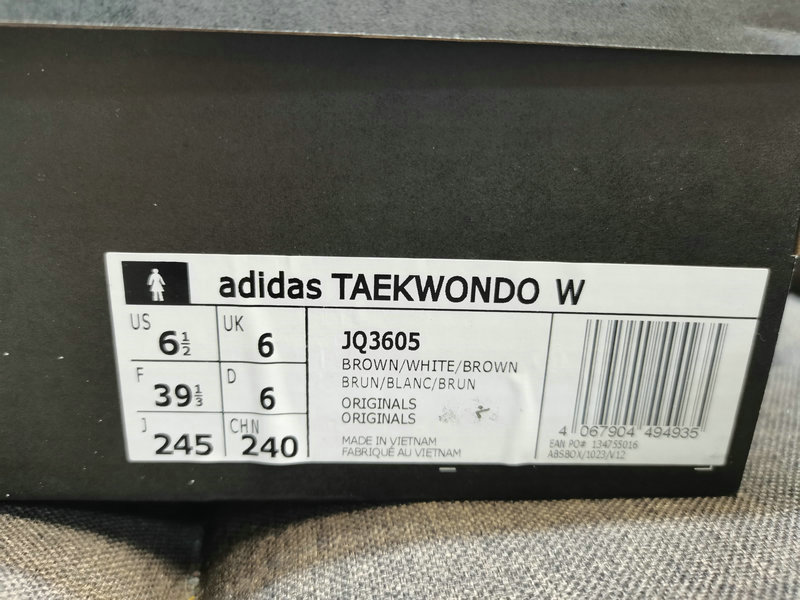 adidas TAEKWONDO W
US 6½
UK 6
F 39⅓
D 6
J 245
CHN 240
JQ3605
BROWN/WHITE/BROWN
BRUN/BLANC/BRUN
ORIGINALS
ORIGINALS
MADE IN VIETNAM
FABRIQUÉ AU VIETNAM
4 067904 494935
EAN PO# 134755016
ABSBOX/1023/V.12